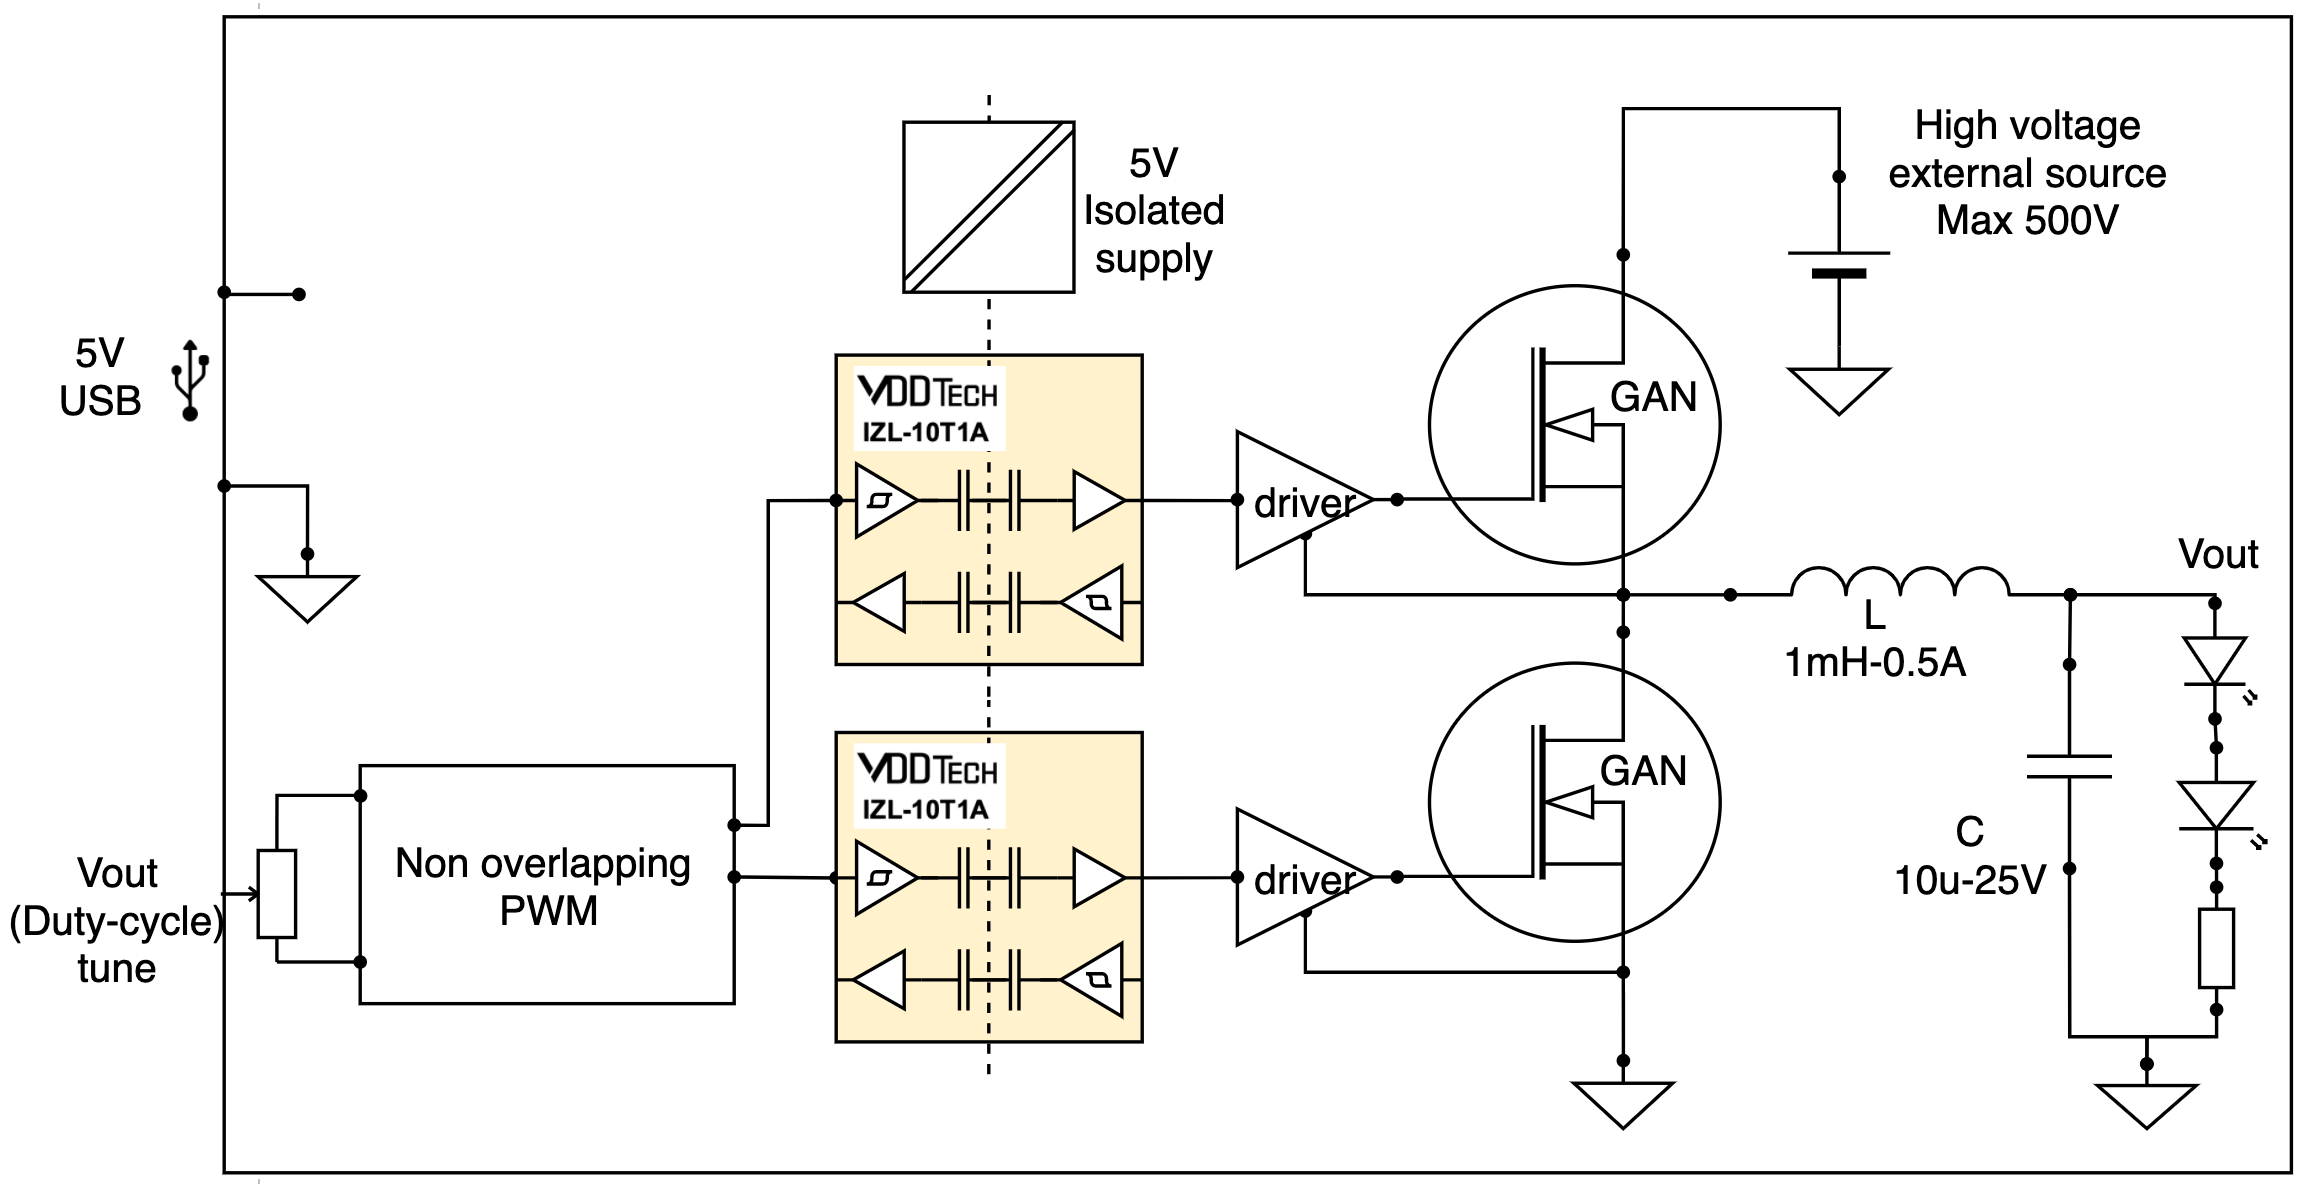 High voltage
external source
Max 500V
5V
Isolated
supply
5V
USB
VDDTECH
IZL-10T1A
GAN
driver
Vout
L
1mH-0.5A
VDDTECH
IZL-10T1A
GAN
driver
C
10u-25V
Non overlapping
PWM
Vout
(Duty-cycle)
tune